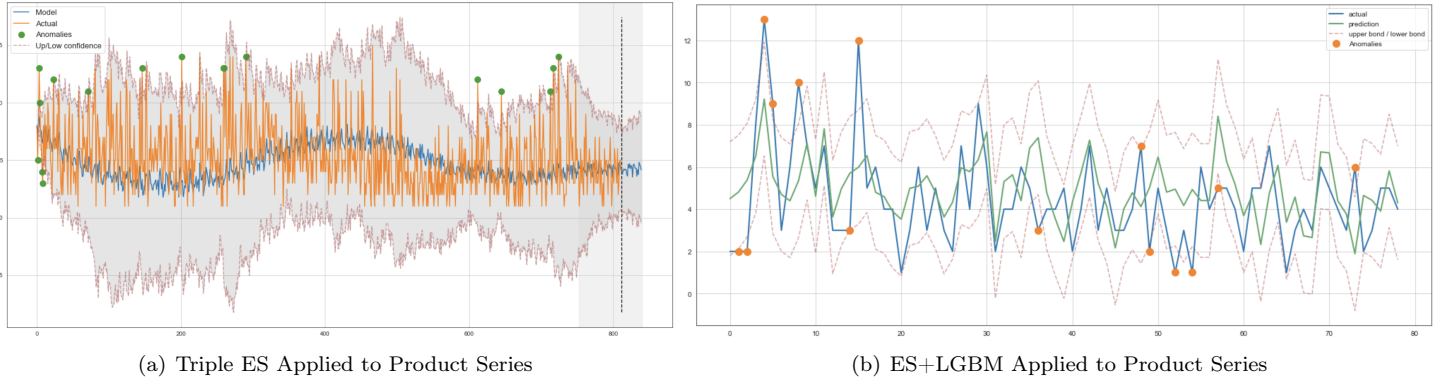 Model
Actual
Anomalies
Up/Low confidence
0
200
400
600
800
actual
prediction
upper bond / lower bond
Anomalies
12
10
8
6
4
2
0
0
10
20
30
40
50
60
70
80
(a) Triple ES Applied to Product Series
(b) ES+LGBM Applied to Product Series